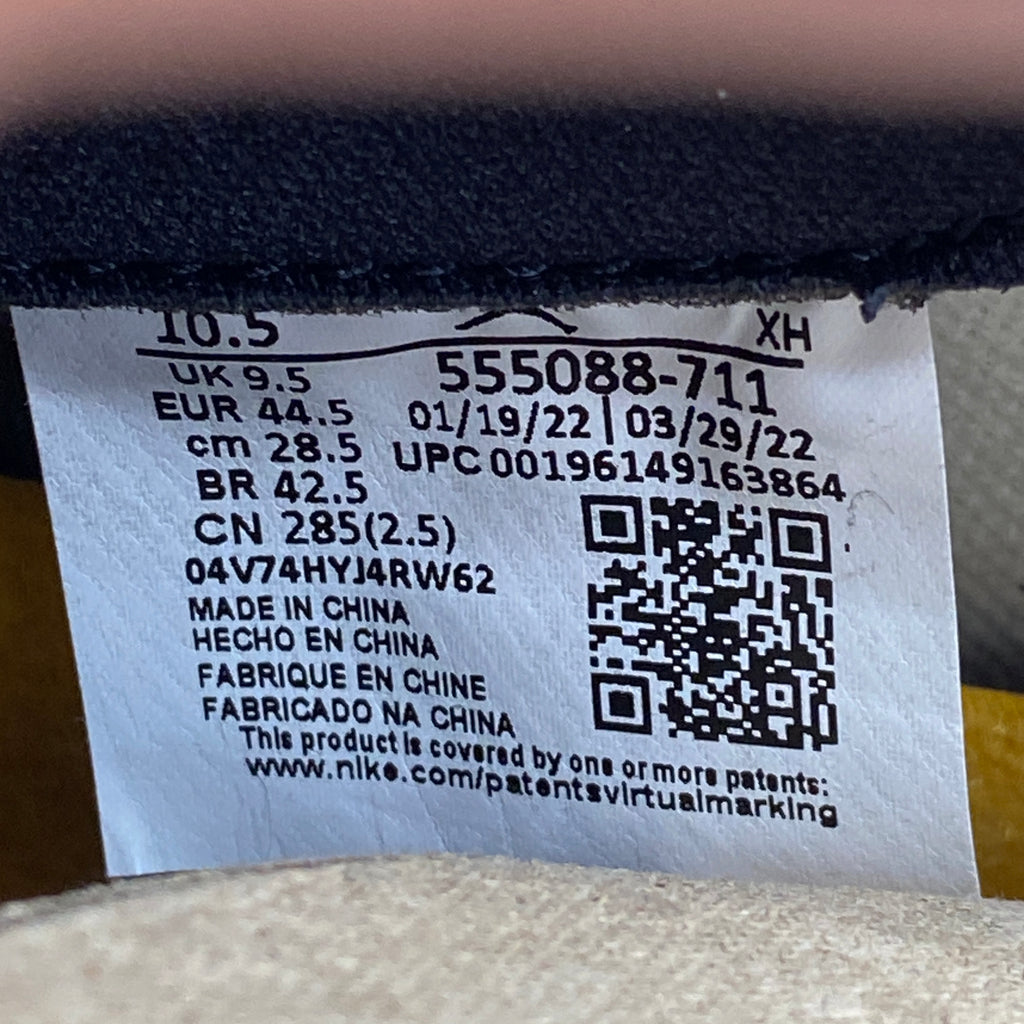 10.5 XH
UK 9.5
EUR 44.5
cm 28.5
BR 42.5
CN 285(2.5)
555088-711
01/19/22 | 03/29/22
UPC 00196149163864
04V74HYJ4RW62
MADE IN CHINA
HECHO EN CHINA
FABRIQUE EN CHINE
FABRICADO NA CHINA
This product is covered by one or more patents:
www.nike.com/patentsvirtualmarking